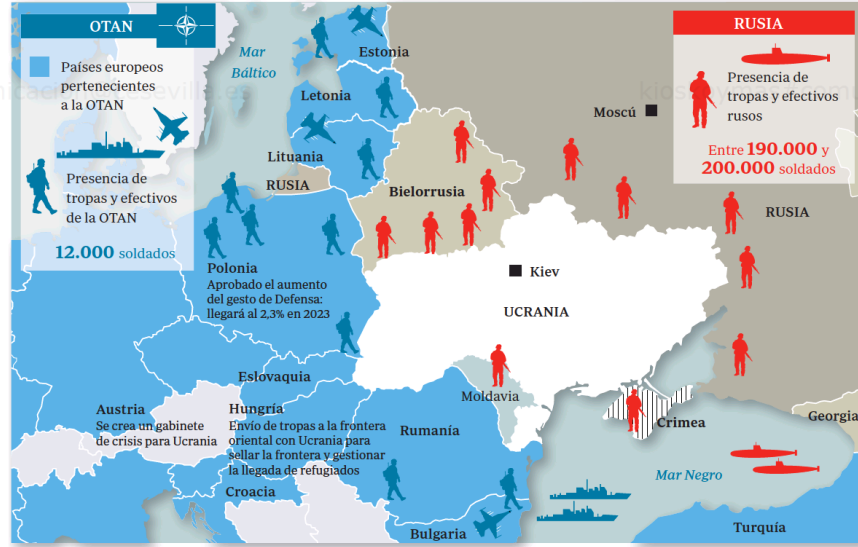 OTAN
Países europeos
pertenecientes
a la OTAN
Presencia de
tropas y efectivos
de la OTAN
12.000 soldados
RUSIA
Presencia de
tropas y efectivos
rusos
Entre 190.000 y
200.000 soldados
Mar
Báltico
Estonia
Letonia
Lituania
RUSIA
Bielorrusia
Moscú
RUSIA
Polonia
Aprobado el aumento
del gesto de Defensa:
llegará al 2,3% en 2023
Kiev
UCRANIA
Eslovaquia
Austria
Se crea un gabinete
de crisis para Ucrania
Hungría
Envío de tropas a la frontera
oriental con Ucrania para
sellar la frontera y gestionar
la llegada de refugiados
Moldavia
Rumanía
Crimea
Georgia
Croacia
Mar Negro
Bulgaria
Turquía